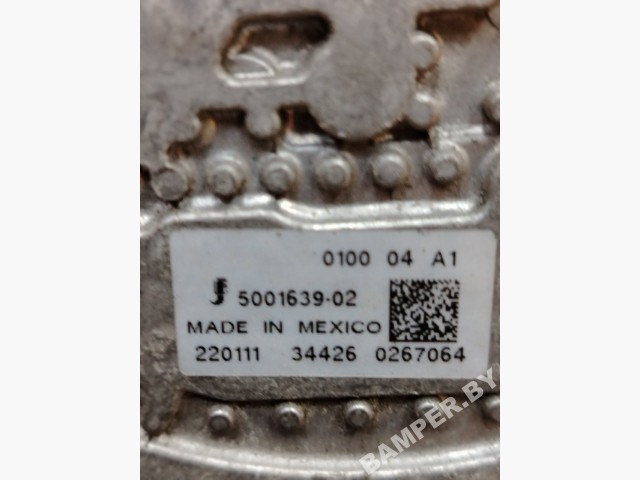 0100 04 A1
5001639-02
MADE IN MEXICO
220111 34426 0267064
BAMPER.BY